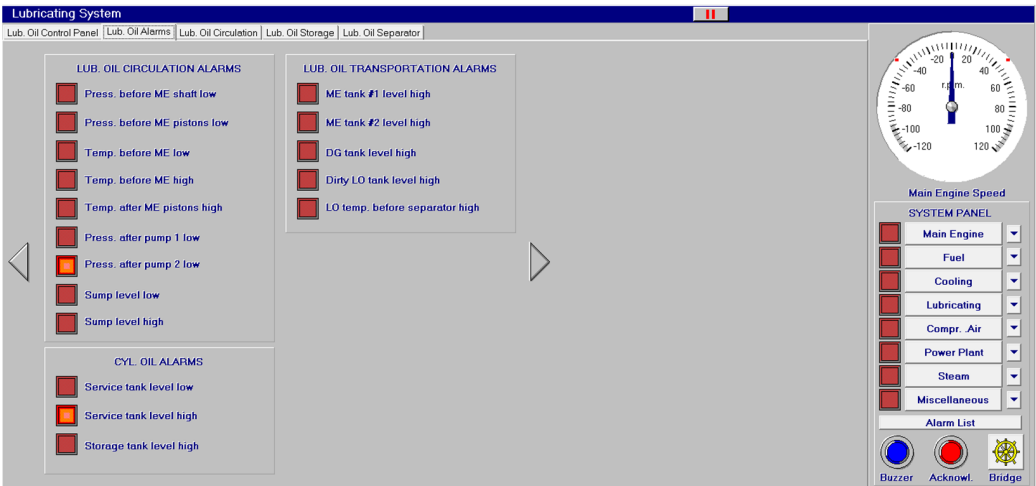 Lubricating System
Lub. Oil Control Panel
Lub. Oil Alarms
Lub. Oil Circulation
Lub. Oil Storage
Lub. Oil Separator
LUB. OIL CIRCULATION ALARMS
Press. before ME shaft low
Press. before ME pistons low
Temp. before ME low
Temp. before ME high
Temp. after ME pistons high
Press. after pump 1 low
Press. after pump 2 low
Sump level low
Sump level high
CYL. OIL ALARMS
Service tank level low
Service tank level high
Storage tank level high
LUB. OIL TRANSPORTATION ALARMS
ME tank #1 level high
ME tank #2 level high
DG tank level high
Dirty LO tank level high
LO temp. before separator high
-20 0 20
-40 40
r.p.m.
-60 60
-80 80
-100 100
-120 120
Main Engine Speed
SYSTEM PANEL
Main Engine
Fuel
Cooling
Lubricating
Compr. .Air
Power Plant
Steam
Miscellaneous
Alarm List
Buzzer Acknowl. Bridge